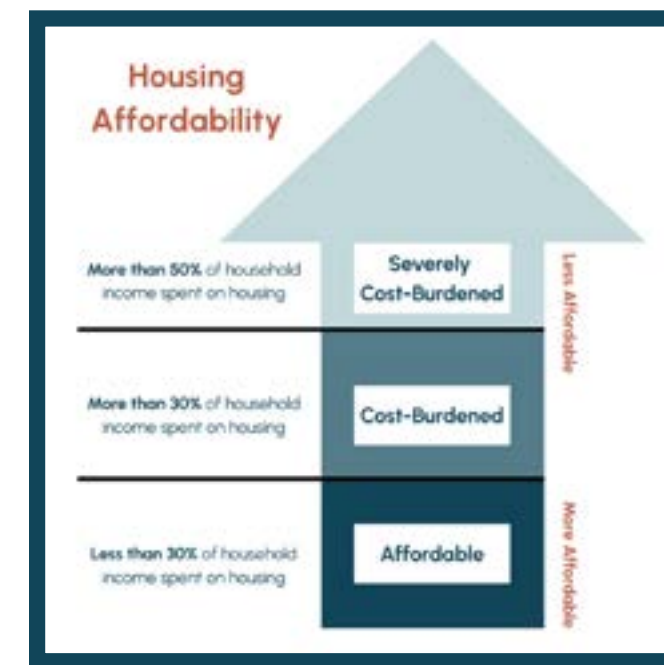 Housing
Affordability
More than 50% of household
income spent on housing
Severely
Cost-Burdened
Less Affordable
More than 30% of household
income spent on housing
Cost-Burdened
Less than 30% of household
income spent on housing
Affordable
More Affordable